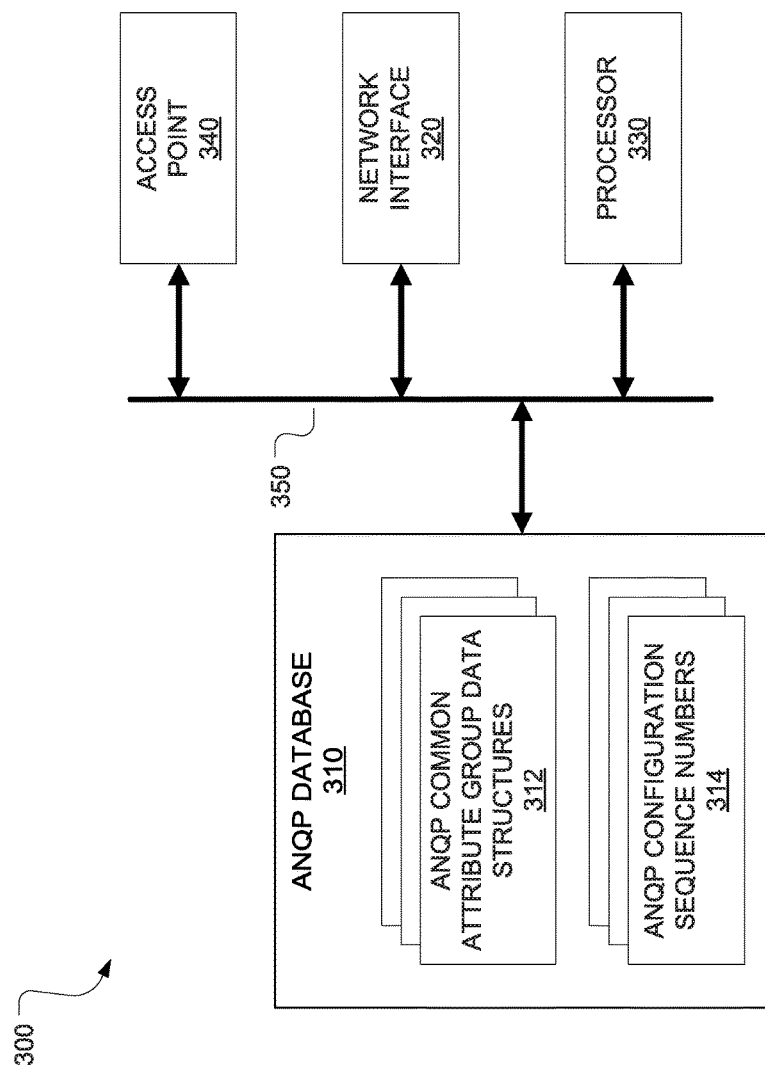 300
ANQP DATABASE
310
ANQP COMMON
ATTRIBUTE GROUP DATA
STRUCTURES
312
ANQP CONFIGURATION
SEQUENCE NUMBERS
314
350
ACCESS
POINT
340
NETWORK
INTERFACE
320
PROCESSOR
330